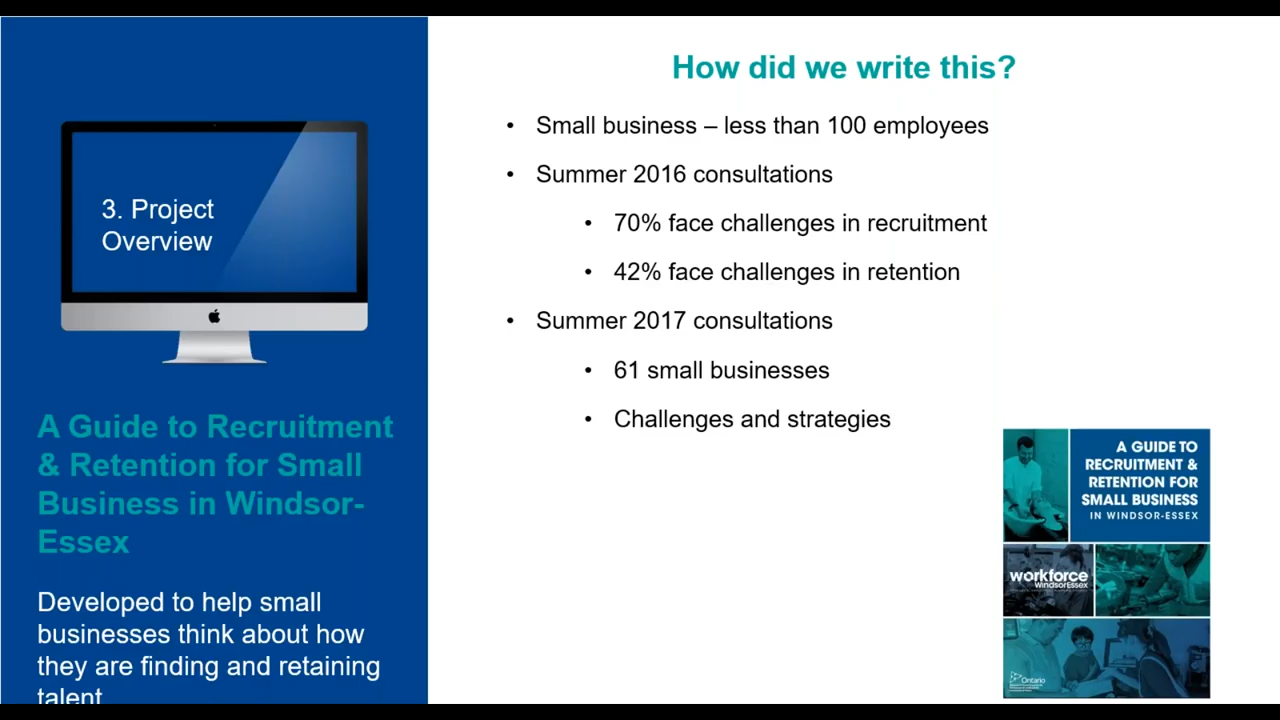 How did we write this?
• Small business – less than 100 employees
• Summer 2016 consultations
• 70% face challenges in recruitment
• 42% face challenges in retention
• Summer 2017 consultations
• 61 small businesses
• Challenges and strategies
3. Project
Overview
A Guide to Recruitment
& Retention for Small
Business in Windsor-
Essex
Developed to help small
businesses think about how
they are finding and retaining
talent
A GUIDE TO
RECRUITMENT &
RETENTION FOR
SMALL BUSINESS
IN WINDSOR-ESSEX
workforce
WindsorEssex
Ontario